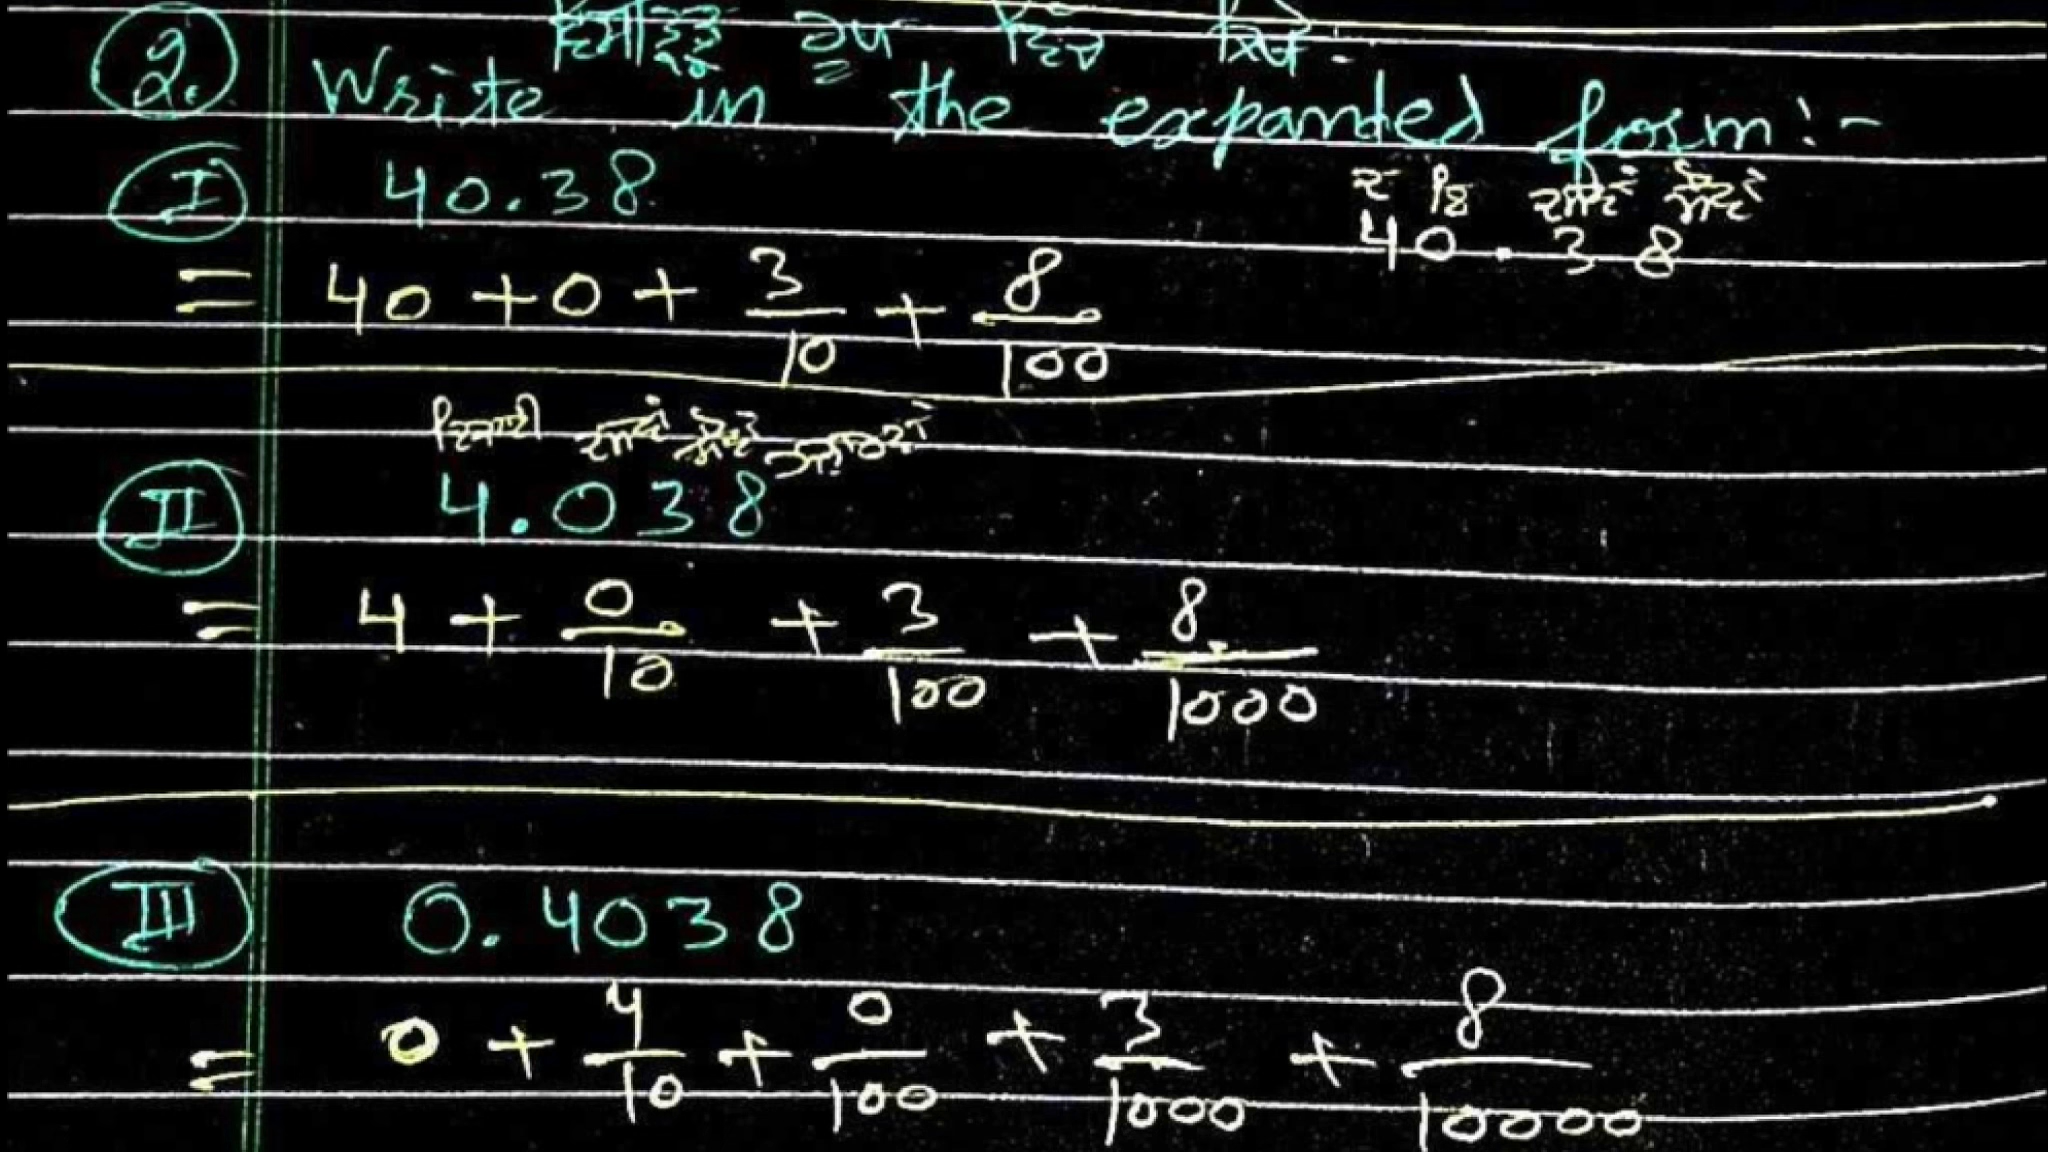 2. Write in the expanded form:-
I 40.38
40.38
= 40 + 0 + 3/10 + 8/100
II 4.038
= 4 + 0/10 + 3/100 + 8/1000
III 0.4038
= 0 + 4/10 + 0/100 + 3/1000 + 8/10000